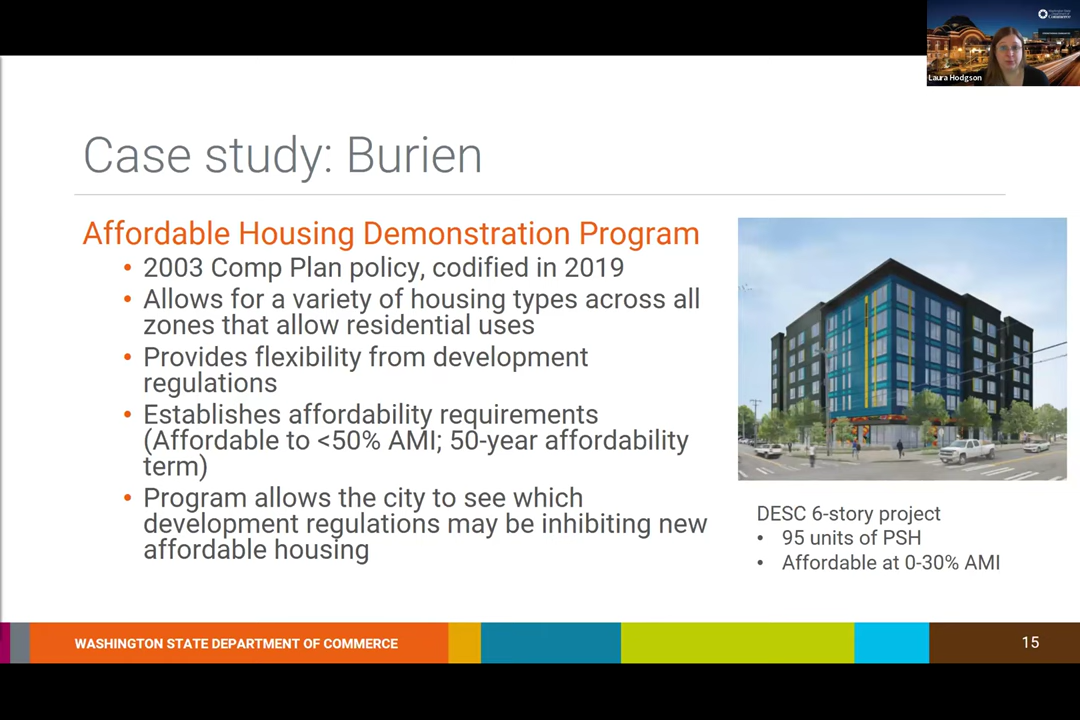 Commerce
Laura Hodgson
Case study: Burien
Affordable Housing Demonstration Program
• 2003 Comp Plan policy, codified in 2019
• Allows for a variety of housing types across all
zones that allow residential uses
• Provides flexibility from development
regulations
• Establishes affordability requirements
(Affordable to <50% AMI; 50-year affordability
term)
• Program allows the city to see which
development regulations may be inhibiting new
affordable housing
DESC 6-story project
• 95 units of PSH
• Affordable at 0-30% AMI
WASHINGTON STATE DEPARTMENT OF COMMERCE
15